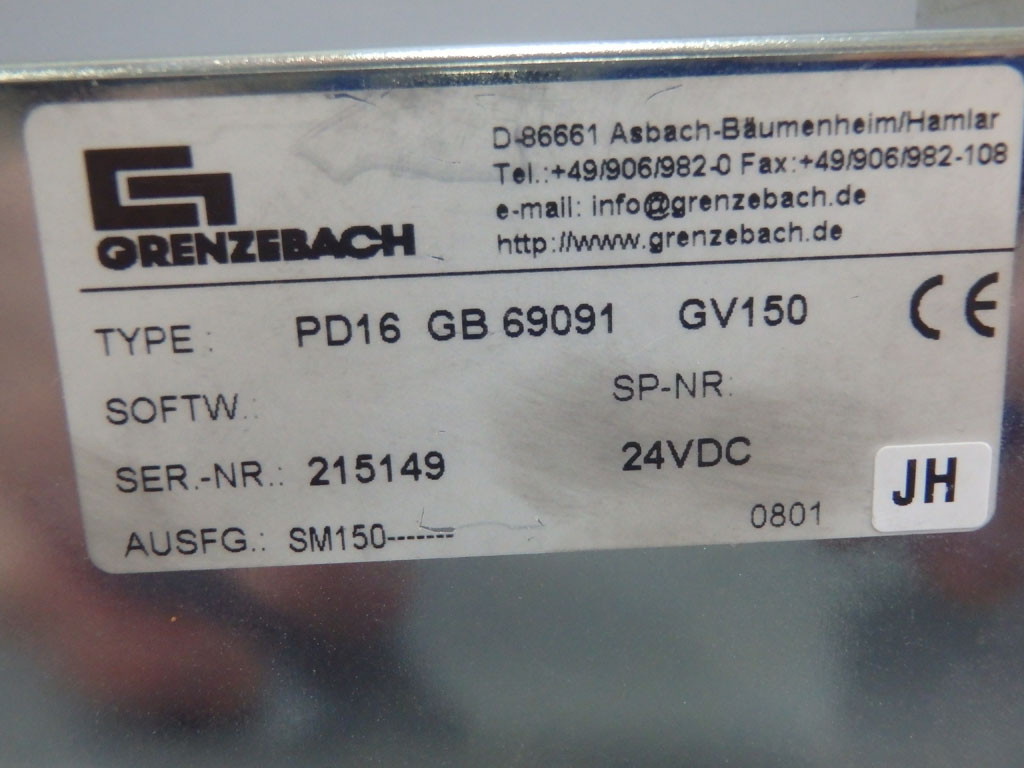 D-86661 Asbach-Bäumenheim/Hamlar
Tel.:+49/906/982-0 Fax:+49/906/982-108
e-mail: info@grenzebach.de
http://www.grenzebach.de
GRENZEBACH
TYPE : PD16 GB 69091 GV150 CE
SOFTW.: SP-NR.
SER.-NR.: 215149 24VDC
JH
AUSFG.: SM150------- 0801